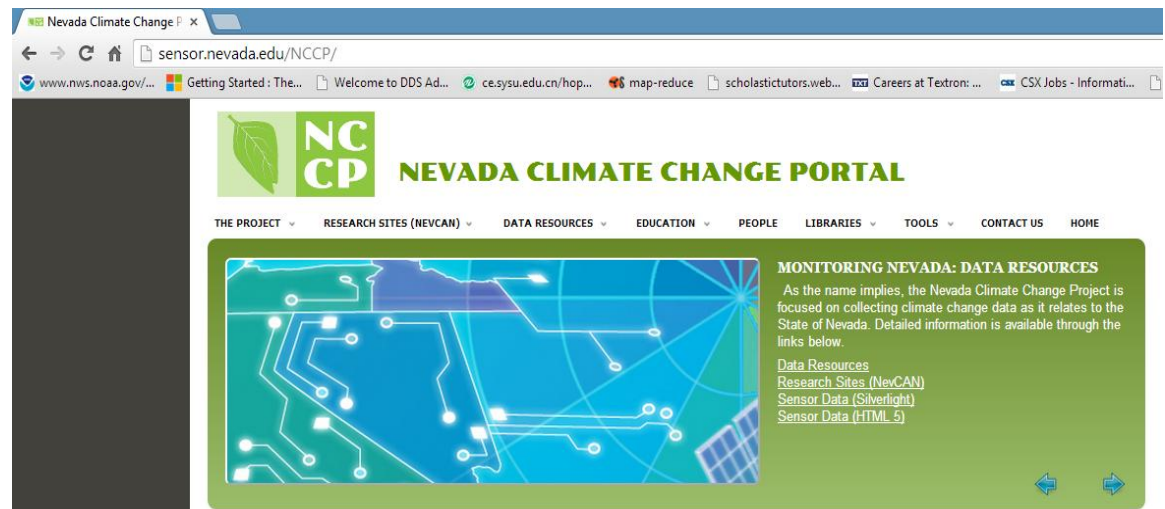 Nevada Climate Change P
sensor.nevada.edu/NCCP/
www.nws.noaa.gov/... Getting Started : The... Welcome to DDS Ad... ce.sysu.edu.cn/hop... map-reduce scholastictutors.web... TXT Careers at Textron: ... CSX CSX Jobs - Informati...
NC
CP
NEVADA CLIMATE CHANGE PORTAL
THE PROJECT RESEARCH SITES (NEVCAN) DATA RESOURCES EDUCATION PEOPLE LIBRARIES TOOLS CONTACT US HOME
MONITORING NEVADA: DATA RESOURCES
As the name implies, the Nevada Climate Change Project is
focused on collecting climate change data as it relates to the
State of Nevada. Detailed information is available through the
links below.
Data Resources
Research Sites (NevCAN)
Sensor Data (Silverlight)
Sensor Data (HTML 5)